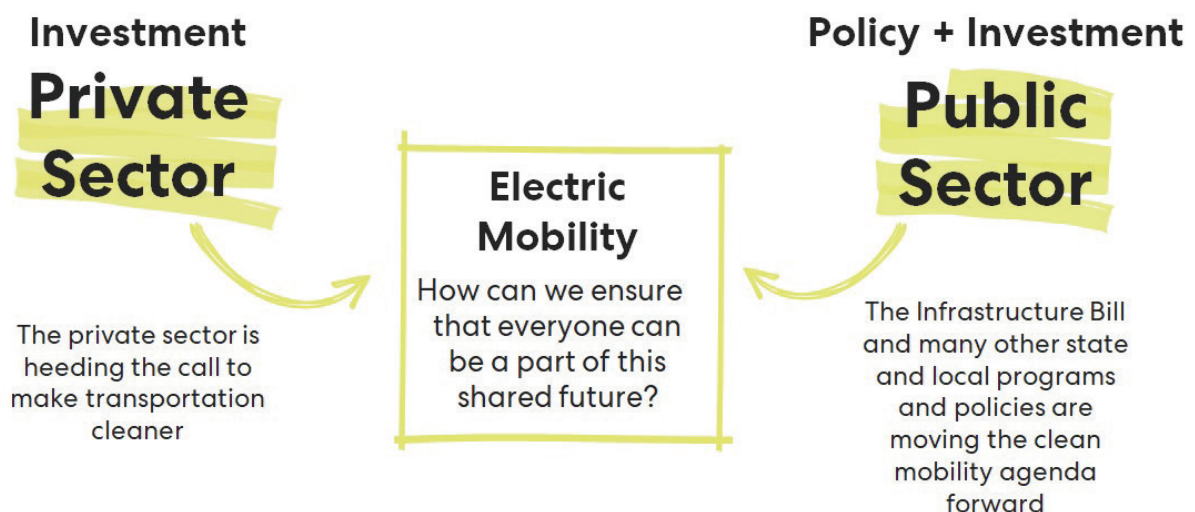 Investment
Private
Sector
The private sector is
heeding the call to
make transportation
cleaner
Electric
Mobility
How can we ensure
that everyone can
be a part of this
shared future?
Policy + Investment
Public
Sector
The Infrastructure Bill
and many other state
and local programs
and policies are
moving the clean
mobility agenda
forward